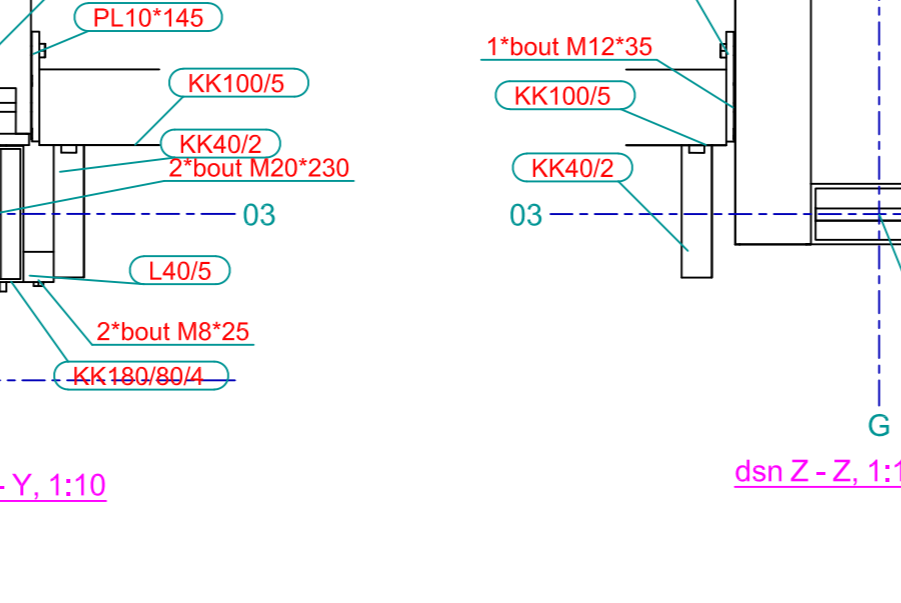 PL10*145
KK100/5
KK40/2
2*bout M20*230
03
L40/5
2*bout M8*25
KK180/80/4
- Y, 1:10
1*bout M12*35
KK100/5
KK40/2
03
G
dsn Z - Z, 1:1